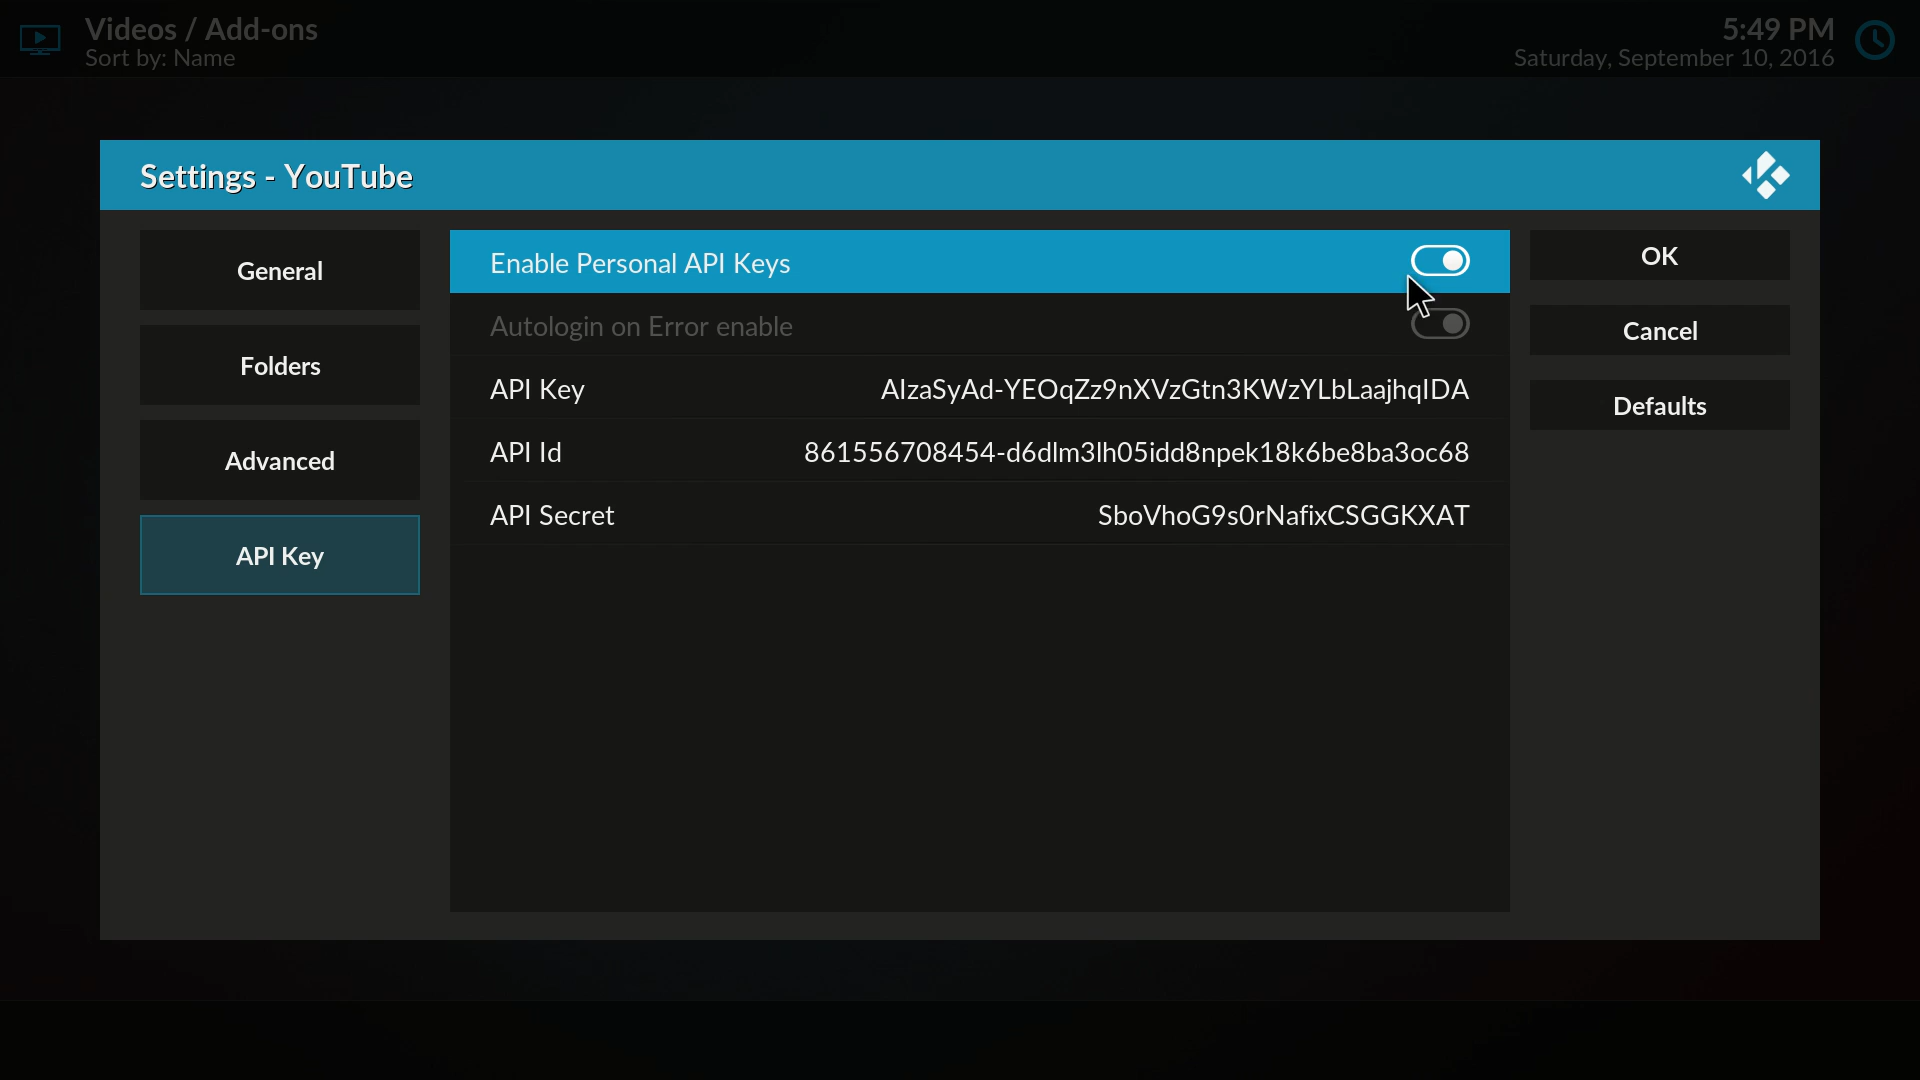 Videos / Add-ons
Sort by: Name
5:49 PM
Saturday, September 10, 2016
Settings - YouTube
General
Folders
Advanced
API Key
Enable Personal API Keys
Autologin on Error enable
API Key AIzaSyAd-YEOqZz9nXVzGtn3KWzYLbLaajhqIDA
API Id 861556708454-d6dlm3lh05idd8npek18k6be8ba3oc68
API Secret SboVhoG9s0rNafixCSGGKXAT
OK
Cancel
Defaults